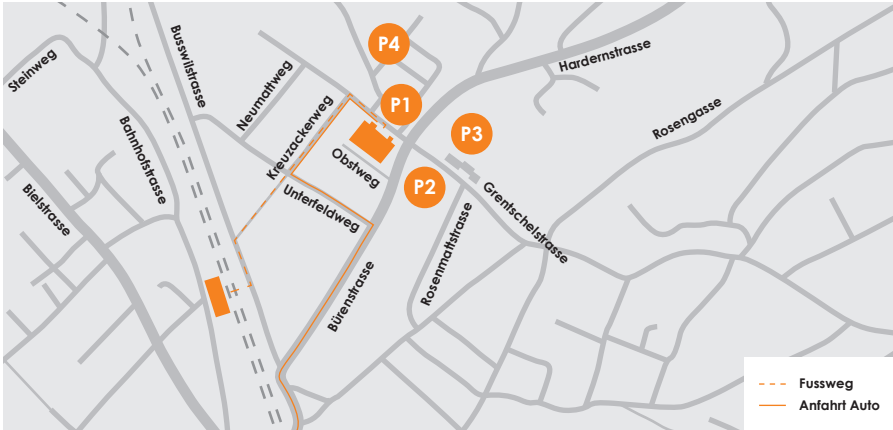 P4
Hardernstrasse
Steinweg
Busswilstrasse
Neumattweg
Kreuzackerweg
P1
P3
Rosengasse
Bahnhofstrasse
Obstweg
P2
Bielstrasse
Unterfeldweg
Grentschelstrasse
Rosenmattstrasse
Bürenstrasse
Fussweg
Anfahrt Auto